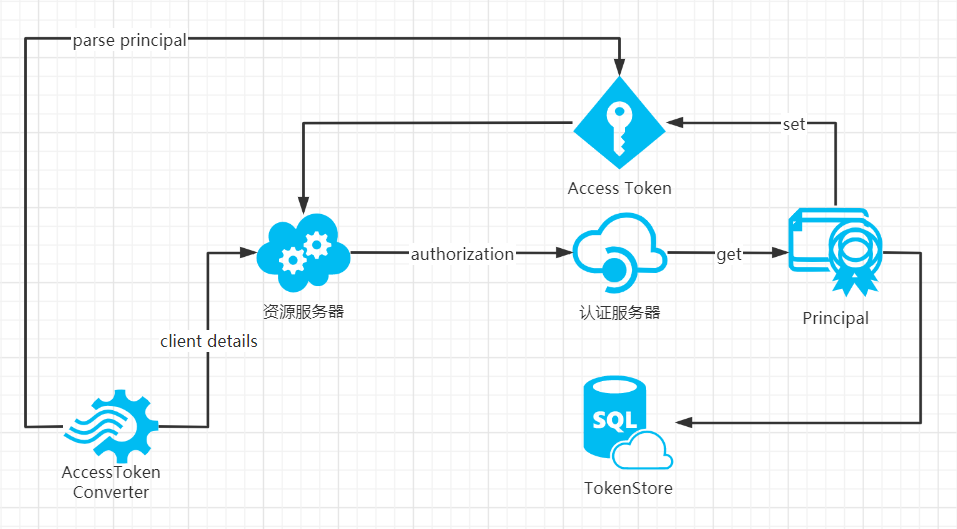 parse principal
set
Access Token
authorization
get
资源服务器
认证服务器
Principal
client details
SQL
AccessToken
Converter
TokenStore